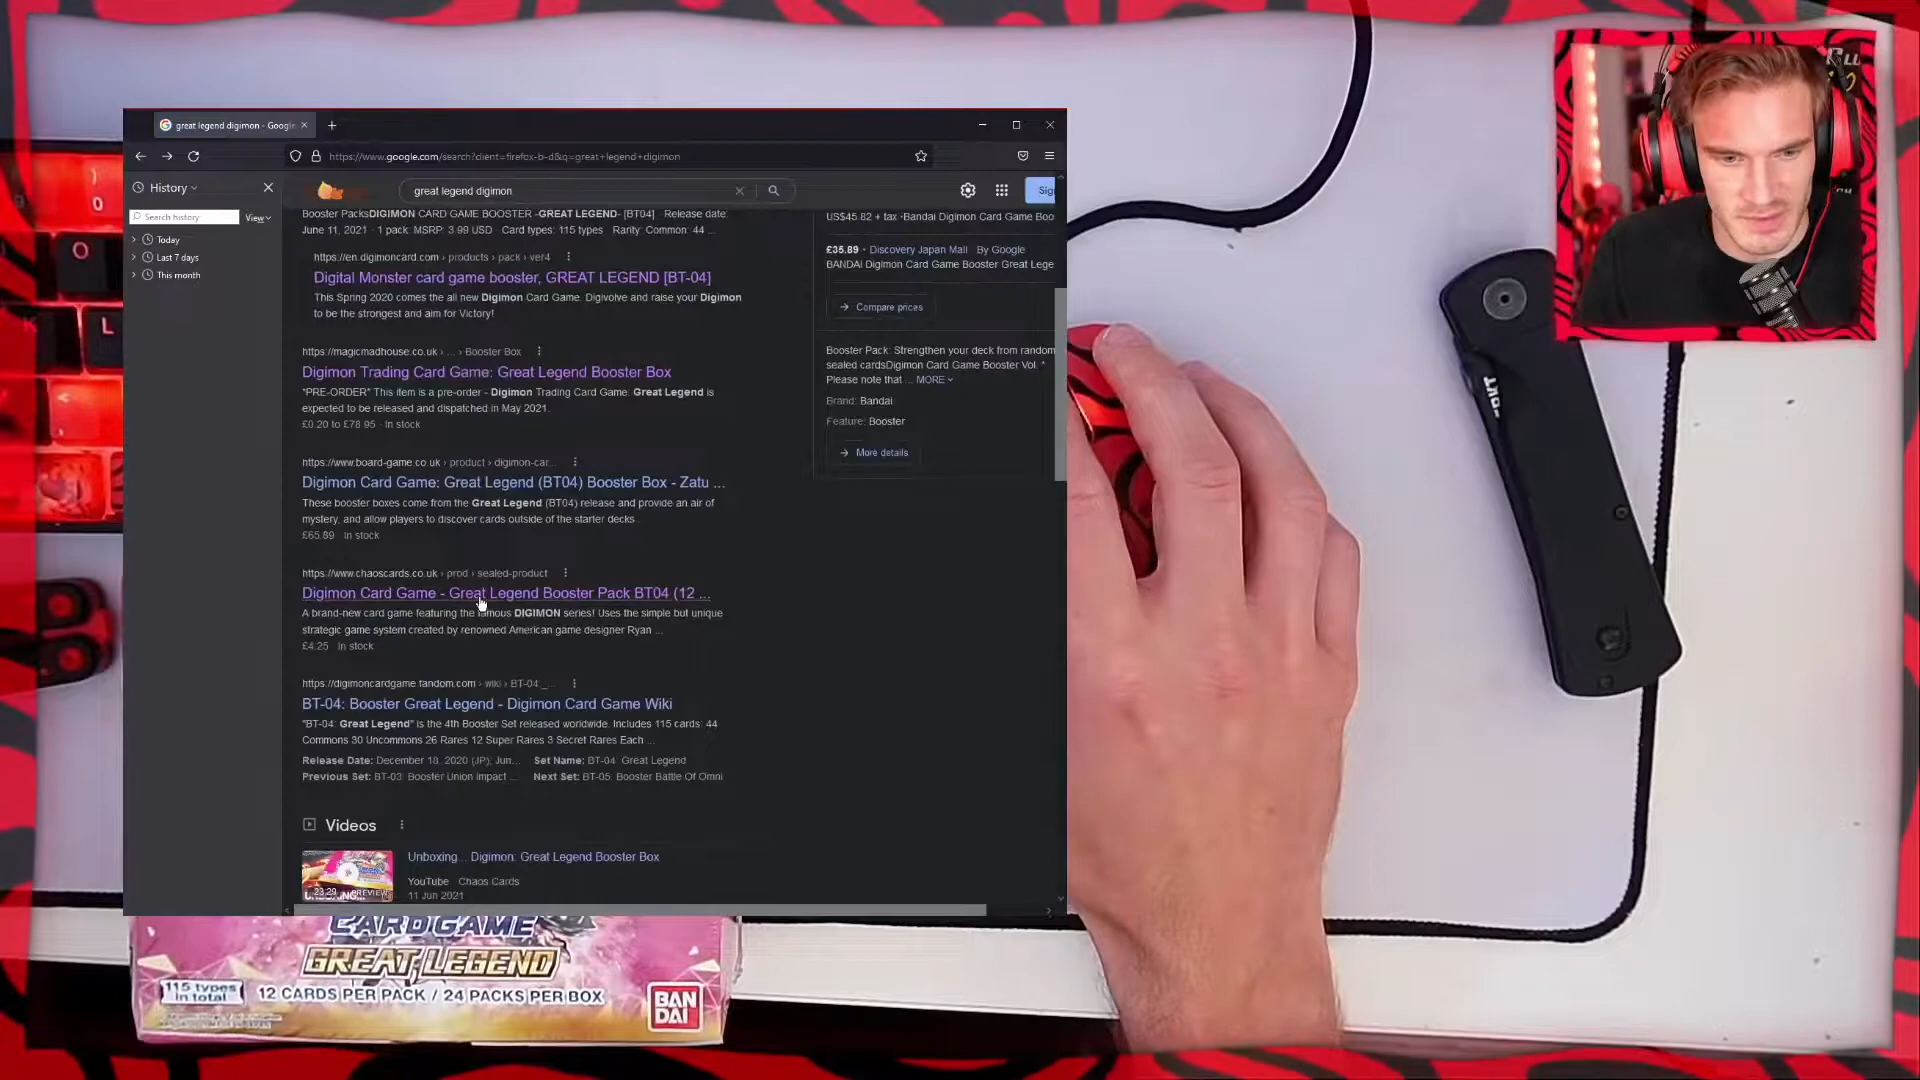 great legend digimon - Google
https://www.google.com/search?client=firefox-b-d&q=great+legend+digimon
History
Search history
View
Today
Last 7 days
This month
great legend digimon
Booster PacksDIGIMON CARD GAME BOOSTER -GREAT LEGEND- [BT04] · Release date:
June 11, 2021 · 1 pack. MSRP: 3.99 USD · Card types: 115 types · Rarity: Common: 44 ...
https://en.digimoncard.com › products › pack › ver4
Digital Monster card game booster, GREAT LEGEND [BT-04]
This Spring 2020 comes the all new Digimon Card Game. Digivolve and raise your Digimon
to be the strongest and aim for Victory!
https://magicmadhouse.co.uk › ... › Booster Box
Digimon Trading Card Game: Great Legend Booster Box
*PRE-ORDER* This item is a pre-order - Digimon Trading Card Game: Great Legend is
expected to be released and dispatched in May 2021.
£0.20 to £78.95 · In stock
https://www.board-game.co.uk › product › digimon-car...
Digimon Card Game: Great Legend (BT04) Booster Box - Zatu ...
These booster boxes come from the Great Legend (BT04) release and provide an air of
mystery, and allow players to discover cards outside of the starter decks
£65.89 · In stock
https://www.chaoscards.co.uk › prod › sealed-product
Digimon Card Game - Great Legend Booster Pack BT04 (12 ...
A brand-new card game featuring the famous DIGIMON series! Uses the simple but unique
strategic game system created by renowned American game designer Ryan ...
£4.25 · In stock
https://digimoncardgame.fandom.com › wiki › BT-04:_...
BT-04: Booster Great Legend - Digimon Card Game Wiki
"BT-04: Great Legend" is the 4th Booster Set released worldwide. Includes 115 cards: 44
Commons 30 Uncommons 26 Rares 12 Super Rares 3 Secret Rares Each ...
Release Date: December 18, 2020 (JP); Jun... Set Name: BT-04: Great Legend
Previous Set: BT-03: Booster Union Impact ... Next Set: BT-05: Booster Battle Of Omni
Videos
Unboxing... Digimon: Great Legend Booster Box
YouTube · Chaos Cards
11 Jun 2021
23:29
PREVIEW
Sig
US$45.82 + tax -Bandai Digimon Card Game Boo
£35.89 · Discovery Japan Mall · By Google
BANDAI Digimon Card Game Booster Great Lege
Compare prices
Booster Pack: Strengthen your deck from random
sealed cardsDigimon Card Game Booster Vol. *
Please note that ... MORE
Brand: Bandai
Feature: Booster
More details
CARD GAME
GREAT LEGEND
115 types
in total
12 CARDS PER PACK / 24 PACKS PER BOX
BAN
DAI
O
L